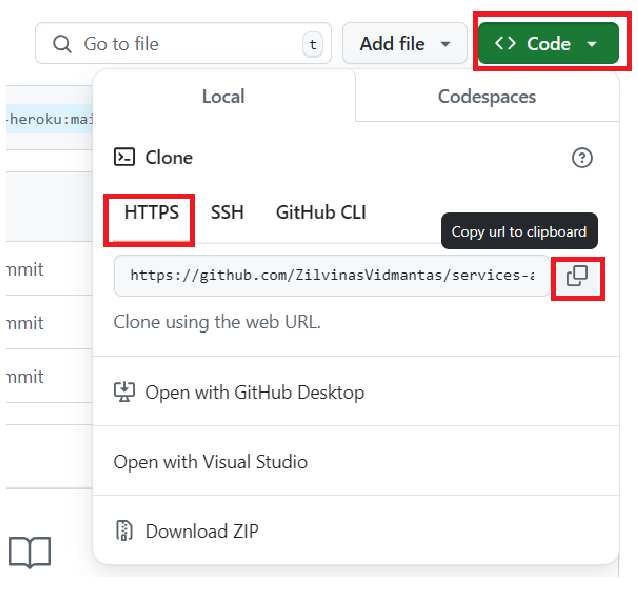 Go to file
t
Add file
<> Code
Local
Codespaces
-heroku:mai
Clone
HTTPS
SSH
GitHub CLI
Copy url to clipboard
https://github.com/ZilvinasVidmantas/services-a
Clone using the web URL.
mmit
mmit
mmit
Open with GitHub Desktop
Open with Visual Studio
Download ZIP